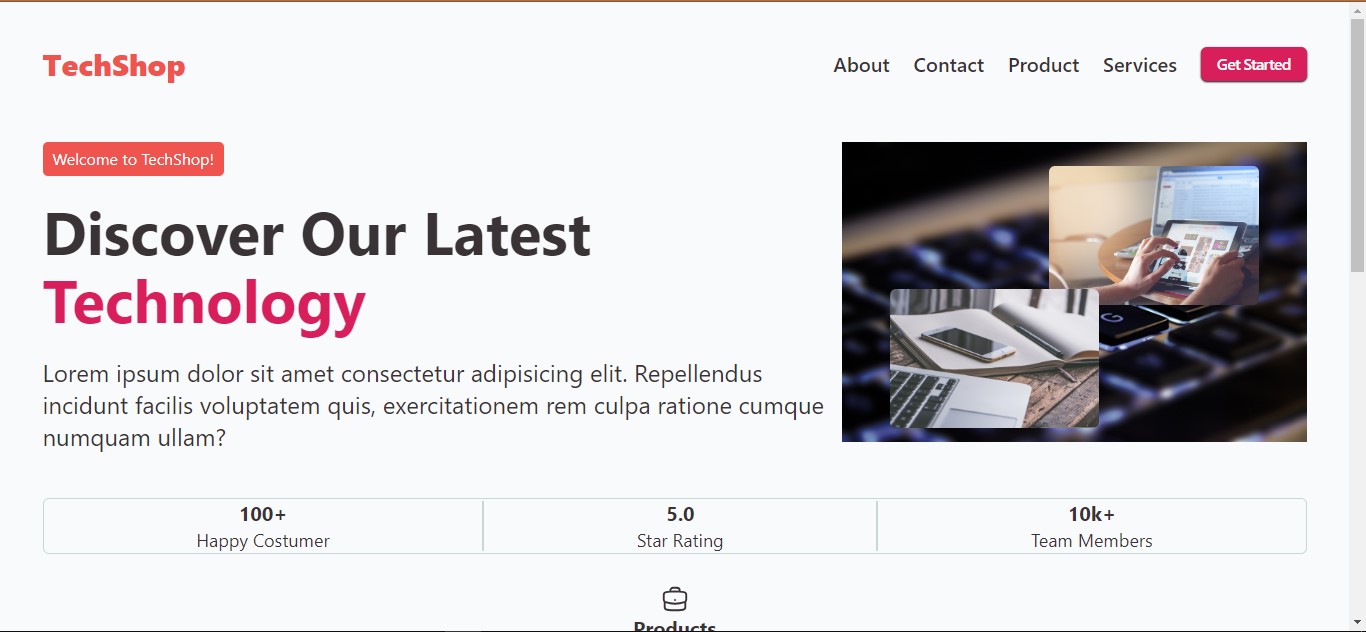 TechShop
About Contact Product Services Get Started
Welcome to TechShop!
Discover Our Latest
Technology
Lorem ipsum dolor sit amet consectetur adipisicing elit. Repellendus
incidunt facilis voluptatem quis, exercitationem rem culpa ratione cumque
numquam ullam?
G
100+
Happy Costumer
5.0
Star Rating
10k+
Team Members
Products